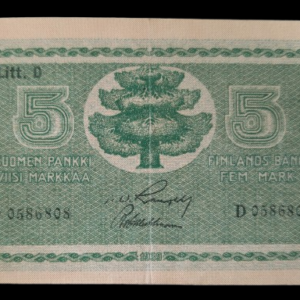 Litt. D
5 5
SUOMEN PANKKI FINLANDS BANK
VIISI MARKKAA FEM MARK
0586808 D 058680